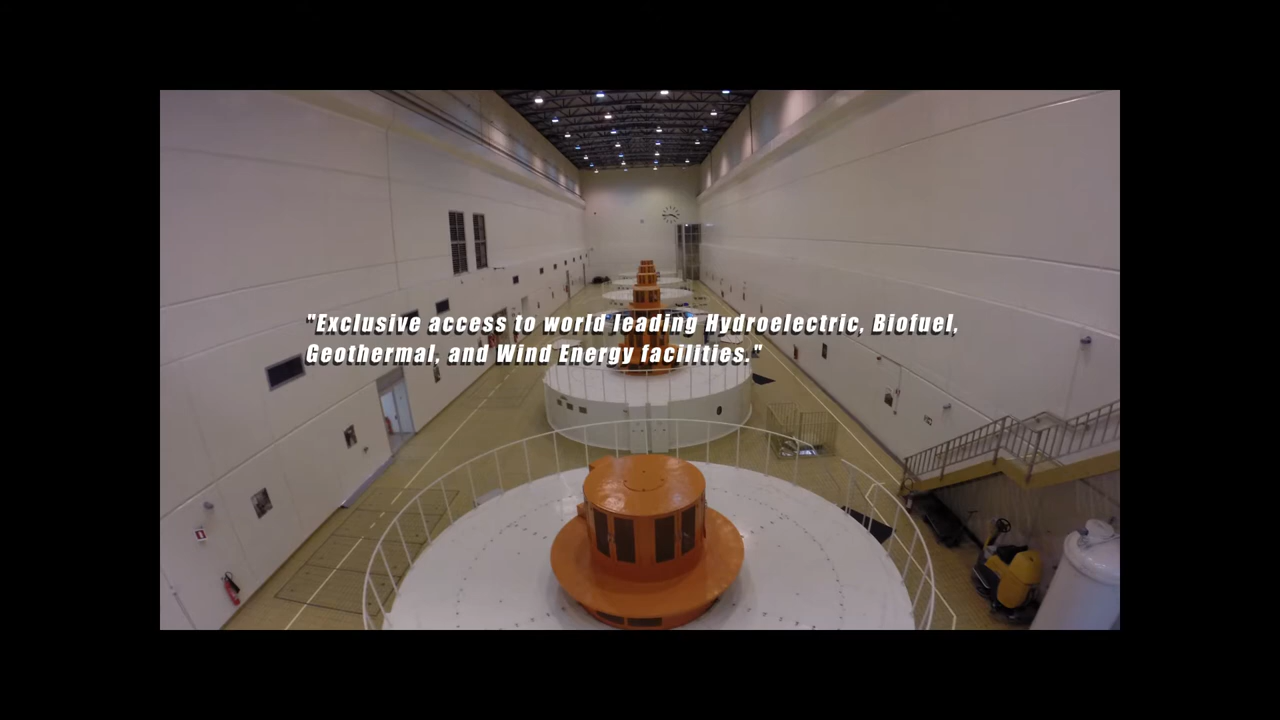 "Exclusive access to world leading Hydroelectric, Biofuel,
Geothermal, and Wind Energy facilities."